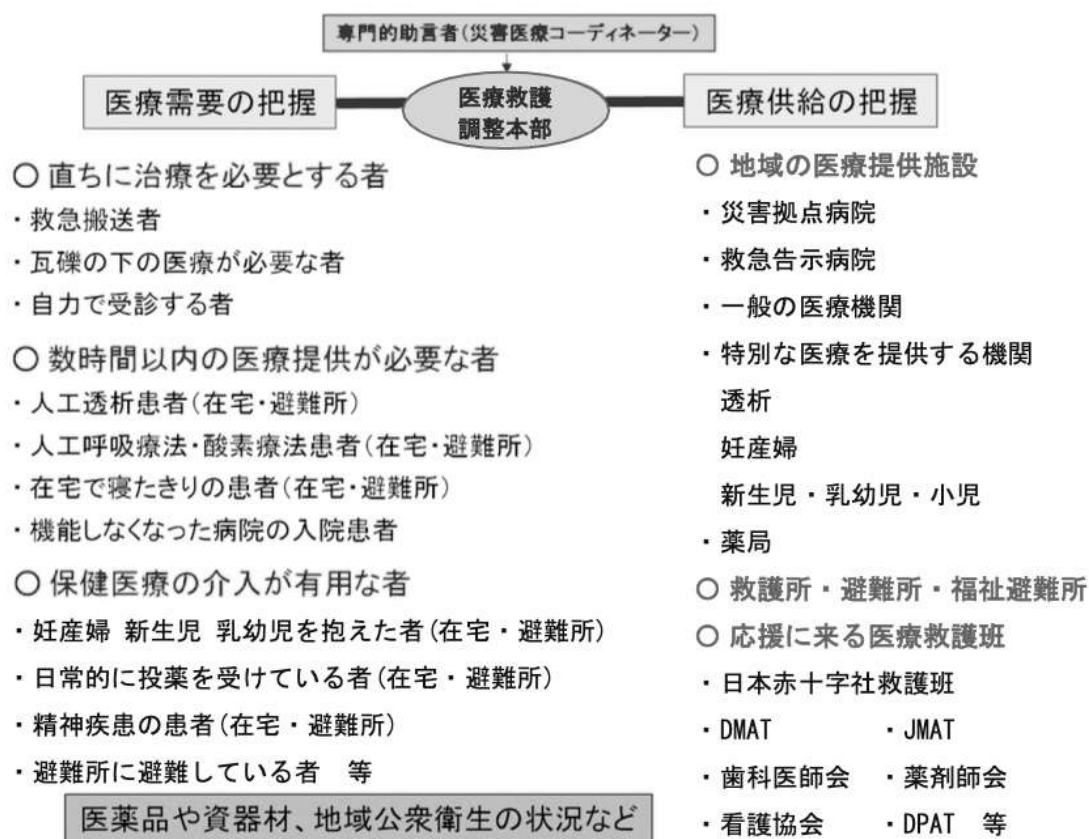 専門的助言者(災害医療コーディネーター)
医療需要の把握
医療救護
調整本部
医療供給の把握
○ 直ちに治療を必要とする者
・救急搬送者
・瓦礫の下の医療が必要な者
・自力で受診する者
○ 数時間以内の医療提供が必要な者
・人工透析患者(在宅・避難所)
・人工呼吸療法・酸素療法患者(在宅・避難所)
・在宅で寝たきりの患者(在宅・避難所)
・機能しなくなった病院の入院患者
○ 保健医療の介入が有用な者
・妊産婦 新生児 乳幼児を抱えた者(在宅・避難所)
・日常的に投薬を受けている者(在宅・避難所)
・精神疾患の患者(在宅・避難所)
・避難所に避難している者 等
医薬品や資器材、地域公衆衛生の状況など
○ 地域の医療提供施設
・災害拠点病院
・救急告示病院
・一般の医療機関
・特別な医療を提供する機関
透析
妊産婦
新生児・乳幼児・小児
・薬局
○ 救護所・避難所・福祉避難所
○ 応援に来る医療救護班
・日本赤十字社救護班
・DMAT ・JMAT
・歯科医師会 ・薬剤師会
・看護協会 ・DPAT 等